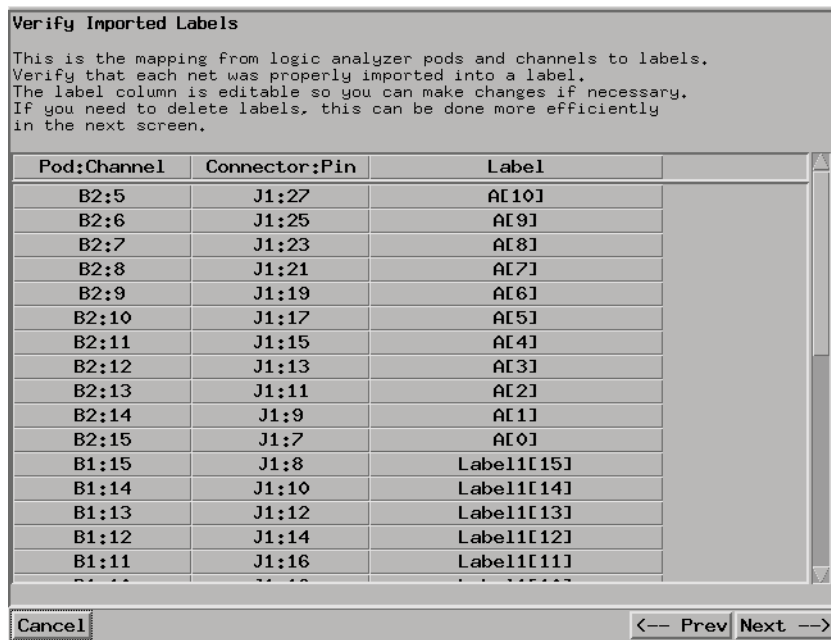 Verify Imported Labels
This is the mapping from logic analyzer pods and channels to labels.
Verify that each net was properly imported into a label.
The label column is editable so you can make changes if necessary.
If you need to delete labels, this can be done more efficiently
in the next screen.
Pod:Channel Connector:Pin Label
B2:5 J1:27 A[10]
B2:6 J1:25 A[9]
B2:7 J1:23 A[8]
B2:8 J1:21 A[7]
B2:9 J1:19 A[6]
B2:10 J1:17 A[5]
B2:11 J1:15 A[4]
B2:12 J1:13 A[3]
B2:13 J1:11 A[2]
B2:14 J1:9 A[1]
B2:15 J1:7 A[0]
B1:15 J1:8 Label1[15]
B1:14 J1:10 Label1[14]
B1:13 J1:12 Label1[13]
B1:12 J1:14 Label1[12]
B1:11 J1:16 Label1[11]
Cancel <-- Prev Next -->